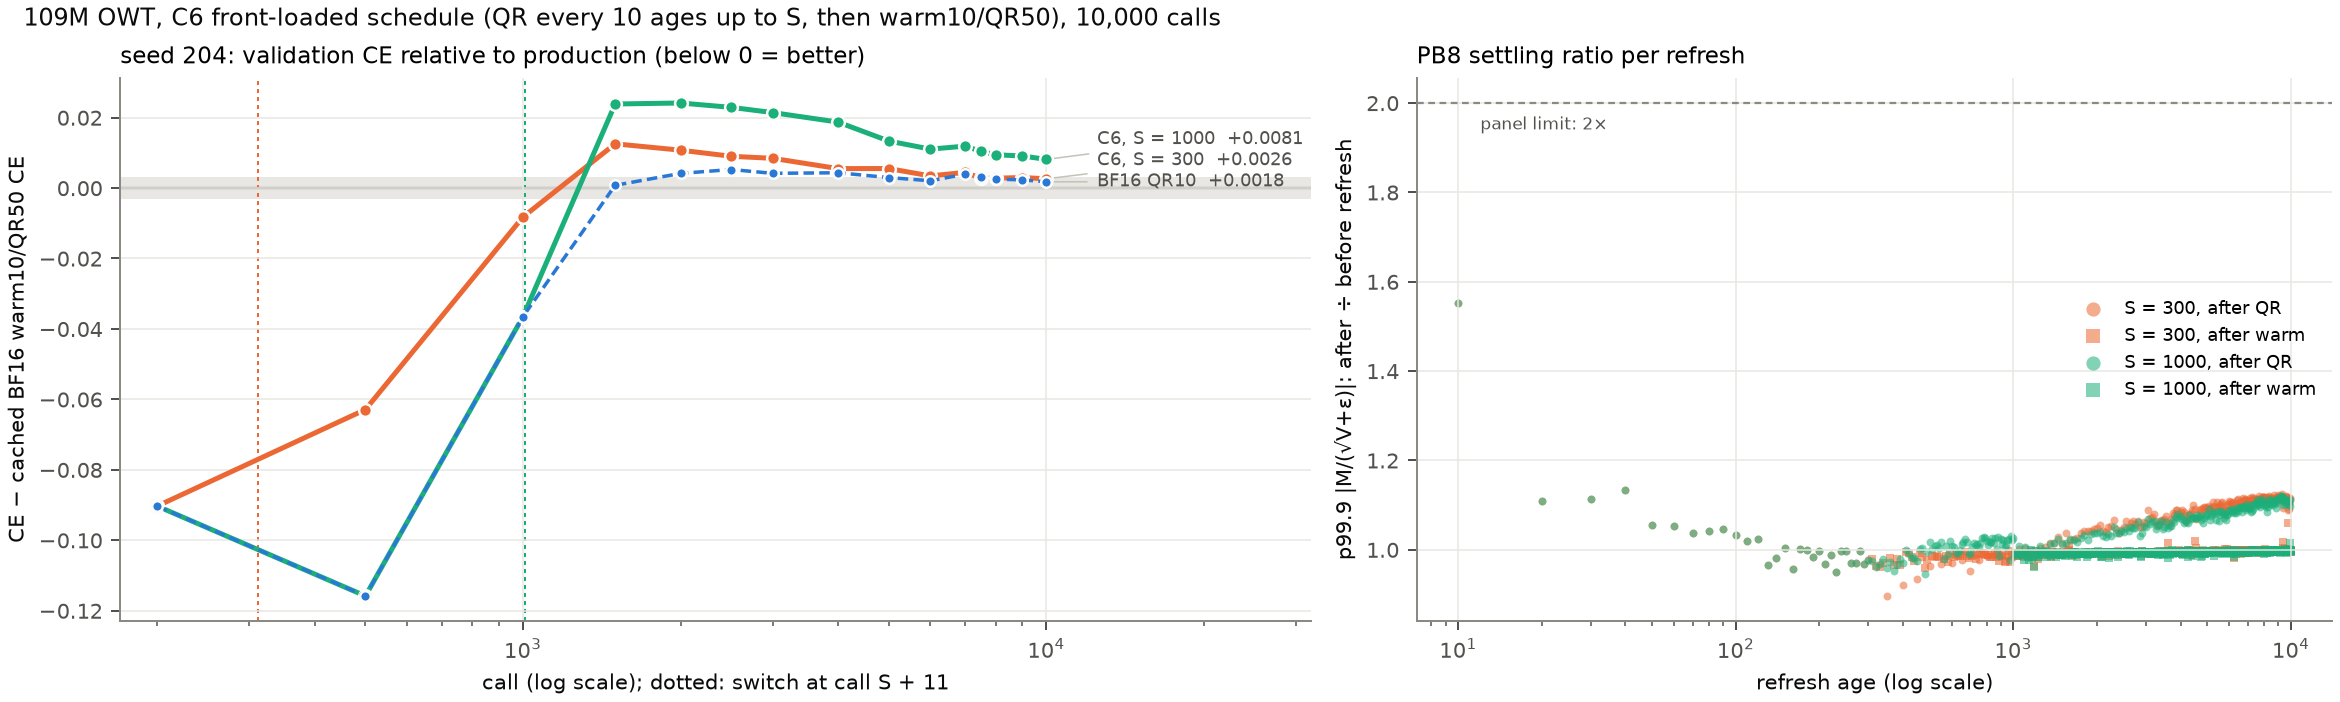 109M OWT, C6 front-loaded schedule (QR every 10 ages up to S, then warm10/QR50), 10,000 calls
seed 204: validation CE relative to production (below 0 = better)
CE − cached BF16 warm10/QR50 CE
0.02
0.00
−0.02
−0.04
−0.06
−0.08
−0.10
−0.12
C6, S = 1000 +0.0081
C6, S = 300 +0.0026
BF16 QR10 +0.0018
10³
10⁴
call (log scale); dotted: switch at call S + 11
PB8 settling ratio per refresh
p99.9 |M/(√V+ε)|: after ÷ before refresh
2.0
1.8
1.6
1.4
1.2
1.0
panel limit: 2×
S = 300, after QR
S = 300, after warm
S = 1000, after QR
S = 1000, after warm
10¹
10²
10³
10⁴
refresh age (log scale)